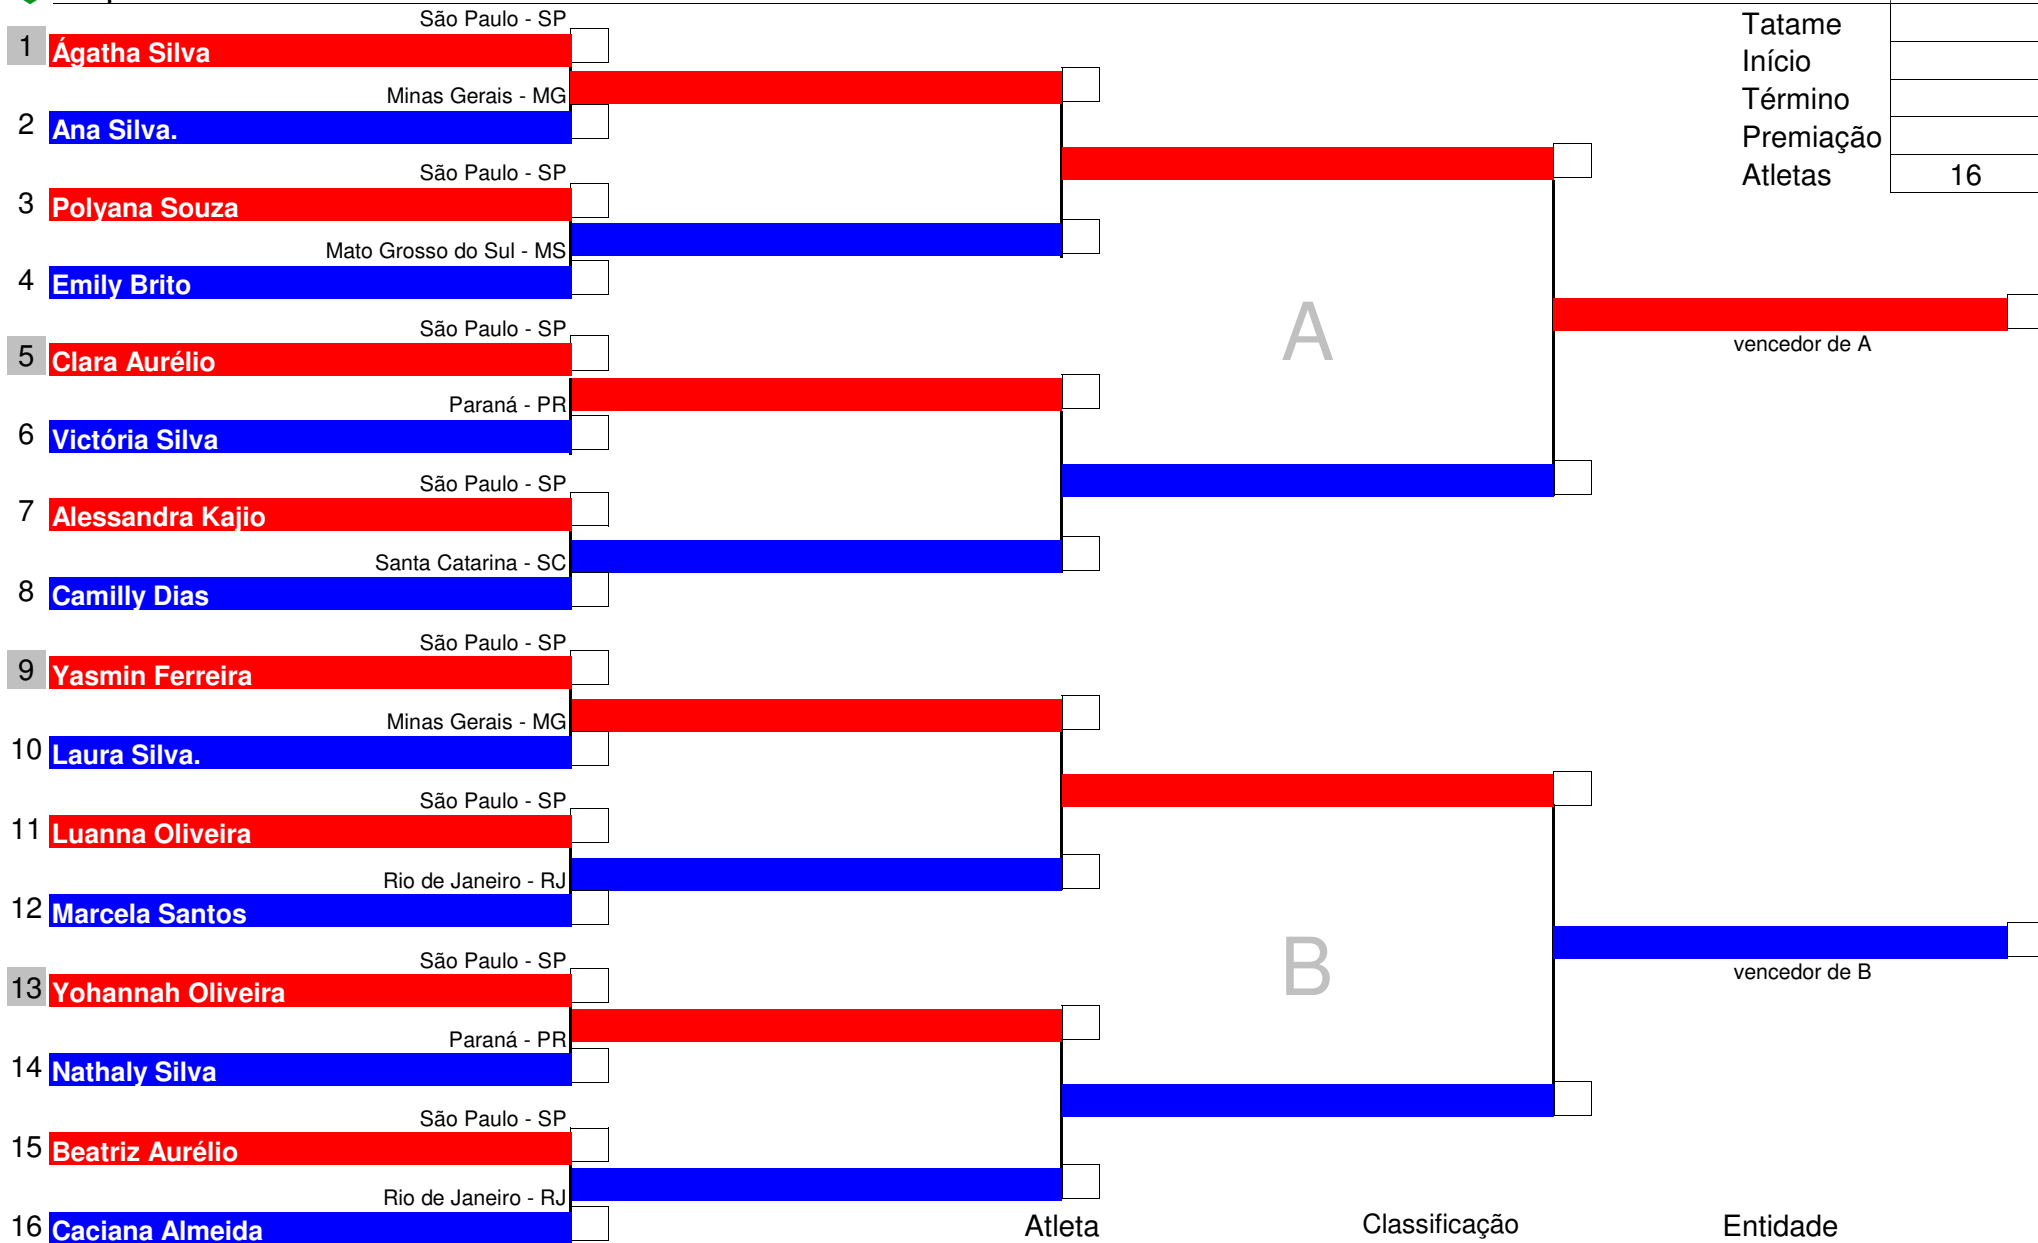 São Paulo - SP
1 Ágatha Silva
Minas Gerais - MG
2 Ana Silva.
São Paulo - SP
3 Polyana Souza
Mato Grosso do Sul - MS
4 Emily Brito
São Paulo - SP
5 Clara Aurélio
Paraná - PR
6 Victória Silva
São Paulo - SP
7 Alessandra Kajio
Santa Catarina - SC
8 Camilly Dias
São Paulo - SP
9 Yasmin Ferreira
Minas Gerais - MG
10 Laura Silva.
São Paulo - SP
11 Luanna Oliveira
Rio de Janeiro - RJ
12 Marcela Santos
São Paulo - SP
13 Yohannah Oliveira
Paraná - PR
14 Nathaly Silva
São Paulo - SP
15 Beatriz Aurélio
Rio de Janeiro - RJ
16 Caciana Almeida
A
B
vencedor de A
vencedor de B
Tatame
Início
Término
Premiação
Atletas 16
Atleta Classificação Entidade